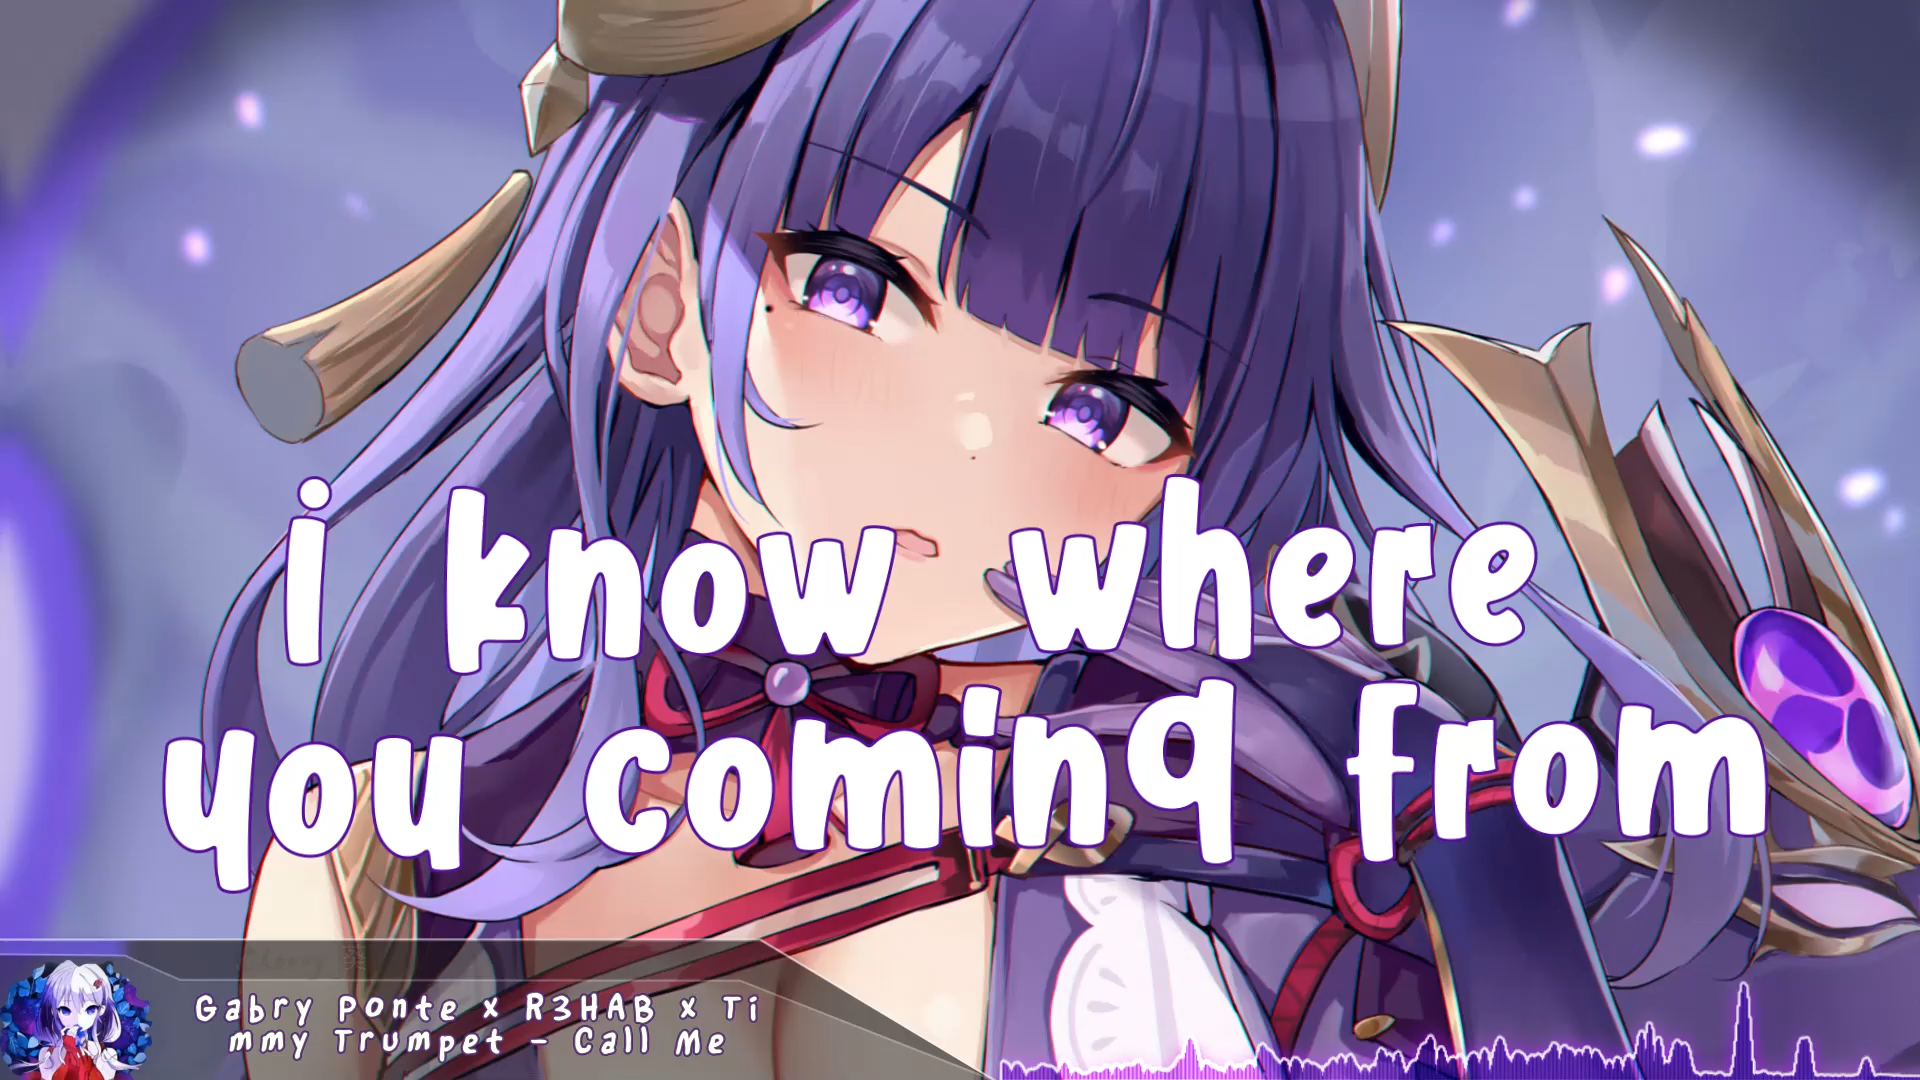 i know where
you coming from
Gabry Ponte x R3HAB x Ti
mmy Trumpet - Call Me